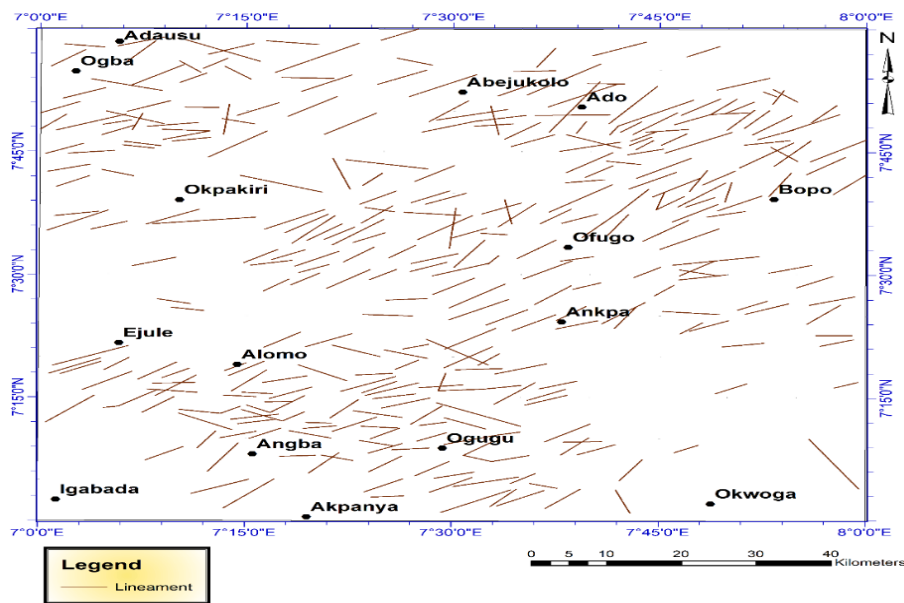 7°0'0"E 7°15'0"E 7°30'0"E 7°45'0"E 8°0'0"E
N
Adausu
Ogba
Abejukolo
Ado
7°45'0"N 7°45'0"N
Okpakiri
Bopo
Ofugo
7°30'0"N 7°30'0"N
Ankpa
Ejule
Alomo
7°15'0"N 7°15'0"N
Angba
Ogugu
Igabada
Akpanya
Okwoga
7°0'0"E 7°15'0"E 7°30'0"E 7°45'0"E 8°0'0"E
Legend
Lineament
0 5 10 20 30 40
Kilometers